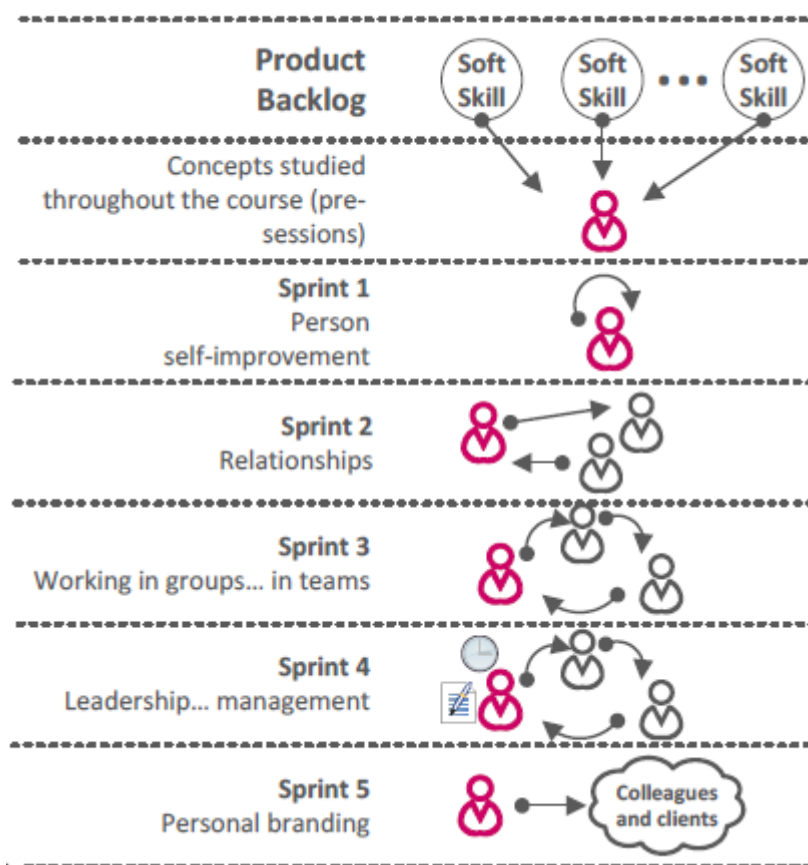 Product
Backlog
Soft
Skill
Soft
Skill
...
Soft
Skill
Concepts studied
throughout the course (pre-
sessions)
Sprint 1
Person
self-improvement
Sprint 2
Relationships
Sprint 3
Working in groups... in teams
Sprint 4
Leadership... management
Sprint 5
Personal branding
Colleagues
and clients